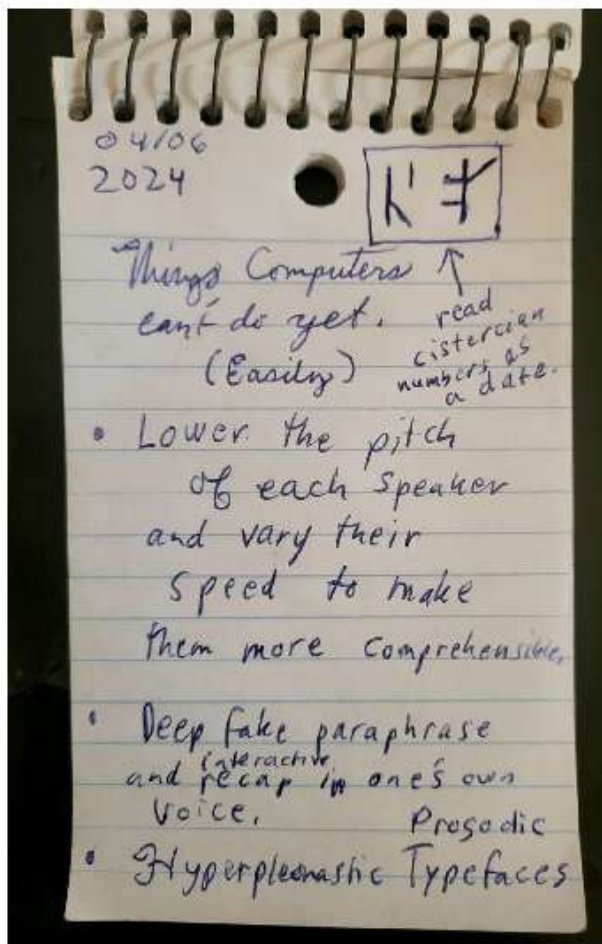 04/06
2024
Things Computers
can't do yet.
(Easily)
read
cistercian
numbers as
a date.
• Lower the pitch
of each speaker
and vary their
speed to make
them more comprehensible.
• Deep fake paraphrase
interactive
and recap in one's own
voice.
Prosodic
• Hyperpleonastic Typefaces